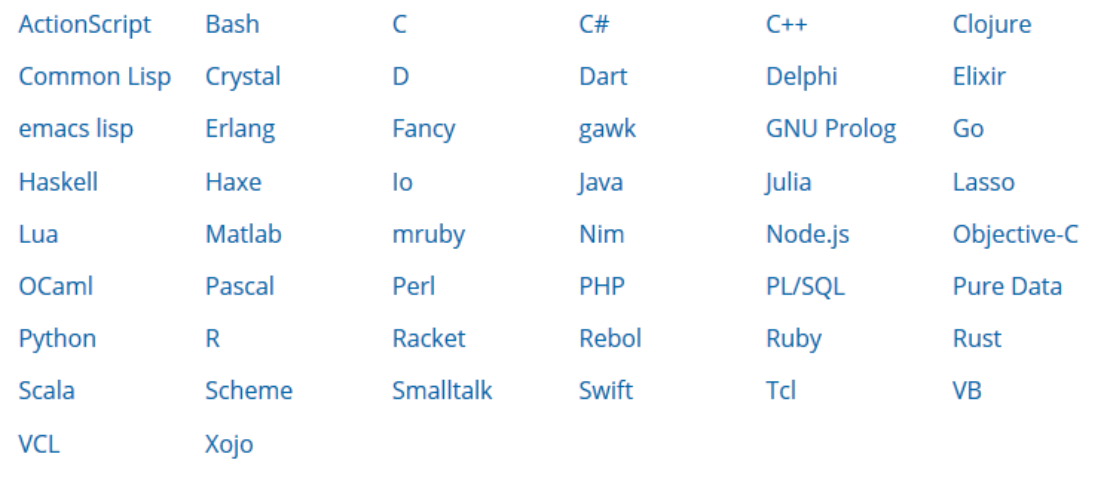 ActionScript Bash C C# C++ Clojure
Common Lisp Crystal D Dart Delphi Elixir
emacs lisp Erlang Fancy gawk GNU Prolog Go
Haskell Haxe Io Java Julia Lasso
Lua Matlab mruby Nim Node.js Objective-C
OCaml Pascal Perl PHP PL/SQL Pure Data
Python R Racket Rebol Ruby Rust
Scala Scheme Smalltalk Swift Tcl VB
VCL Xojo